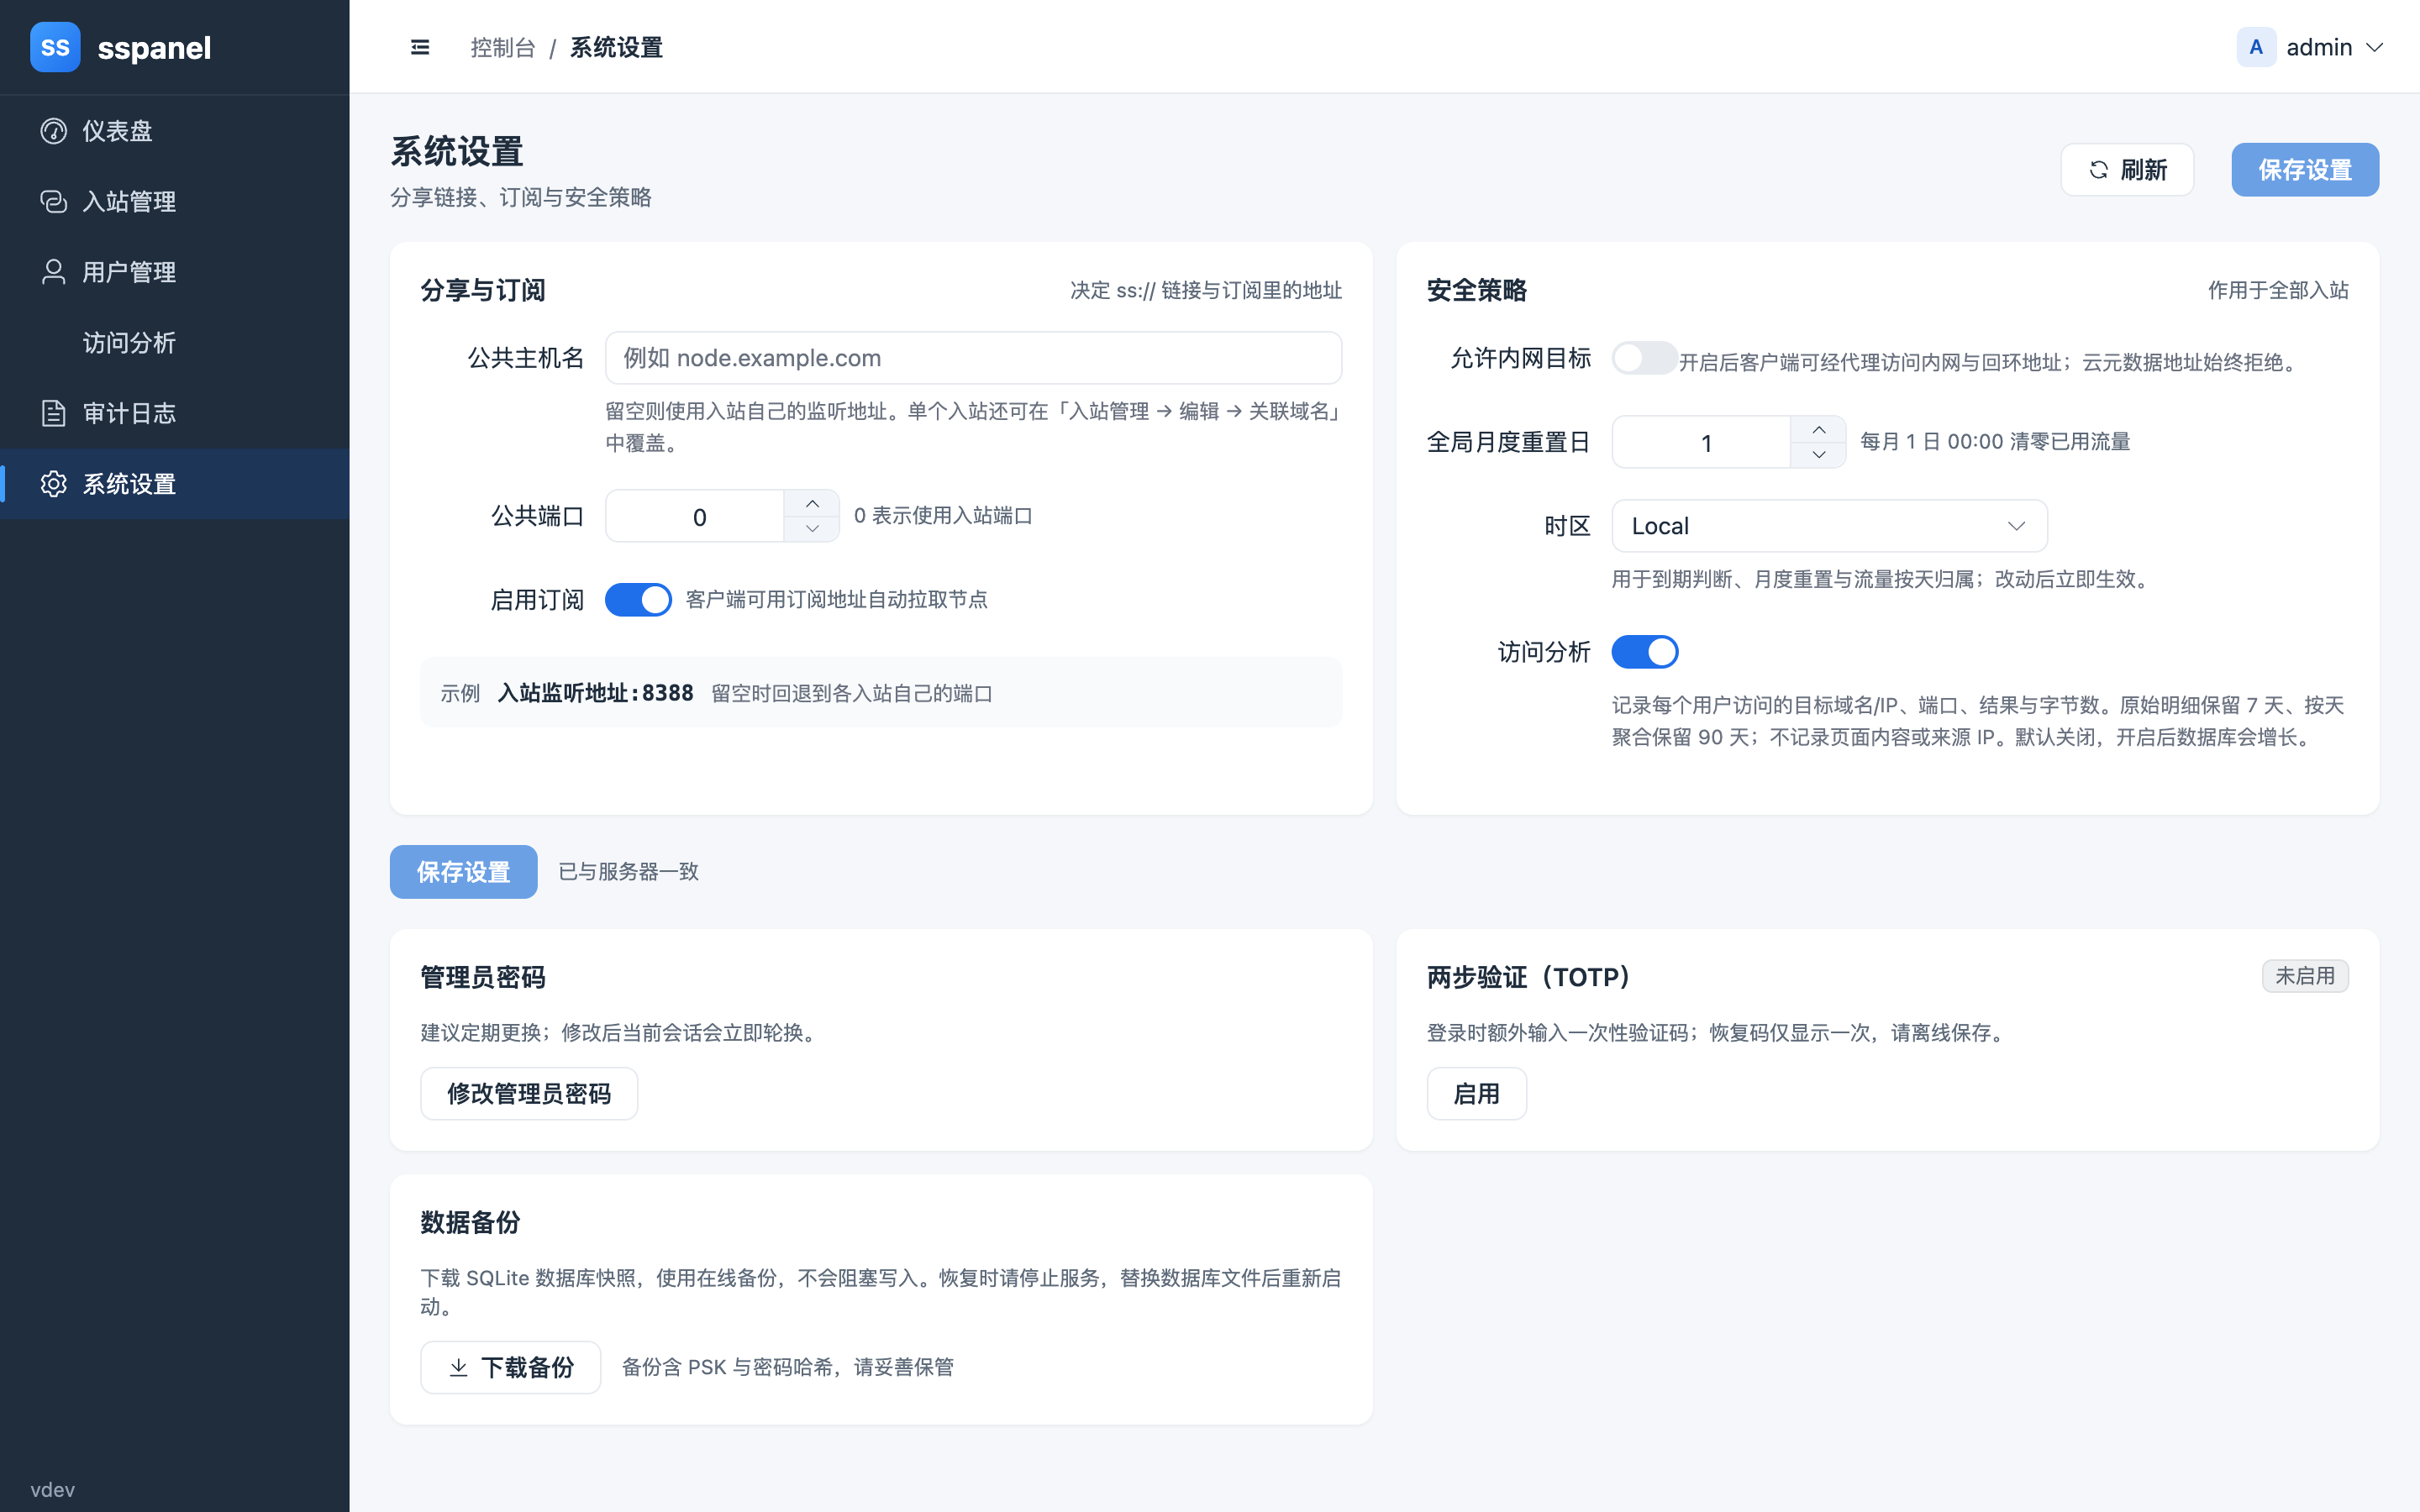 SS sspanel
仪表盘
入站管理
用户管理
访问分析
审计日志
系统设置
vdev
控制台 / 系统设置
A admin
系统设置
分享链接、订阅与安全策略
刷新
保存设置
分享与订阅
决定 ss:// 链接与订阅里的地址
公共主机名
例如 node.example.com
留空则使用入站自己的监听地址。单个入站还可在「入站管理 → 编辑 → 关联域名」
中覆盖。
公共端口
0
0 表示使用入站端口
启用订阅
客户端可用订阅地址自动拉取节点
示例 入站监听地址:8388 留空时回退到各入站自己的端口
安全策略
作用于全部入站
允许内网目标
开启后客户端可经代理访问内网与回环地址；云元数据地址始终拒绝。
全局月度重置日
1
每月 1 日 00:00 清零已用流量
时区
Local
用于到期判断、月度重置与流量按天归属；改动后立即生效。
访问分析
记录每个用户访问的目标域名/IP、端口、结果与字节数。原始明细保留 7 天、按天
聚合保留 90 天；不记录页面内容或来源 IP。默认关闭，开启后数据库会增长。
保存设置
已与服务器一致
管理员密码
建议定期更换；修改后当前会话会立即轮换。
修改管理员密码
两步验证（TOTP）
未启用
登录时额外输入一次性验证码；恢复码仅显示一次，请离线保存。
启用
数据备份
下载 SQLite 数据库快照，使用在线备份，不会阻塞写入。恢复时请停止服务，替换数据库文件后重新启
动。
下载备份
备份含 PSK 与密码哈希，请妥善保管